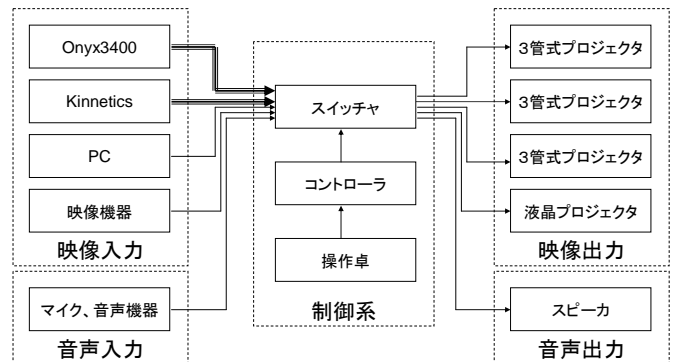 Onyx3400
Kinnetics
PC
映像機器
映像入力
マイク、音声機器
音声入力
スイッチャ
コントローラ
操作卓
制御系
3管式プロジェクタ
3管式プロジェクタ
3管式プロジェクタ
液晶プロジェクタ
映像出力
スピーカ
音声出力